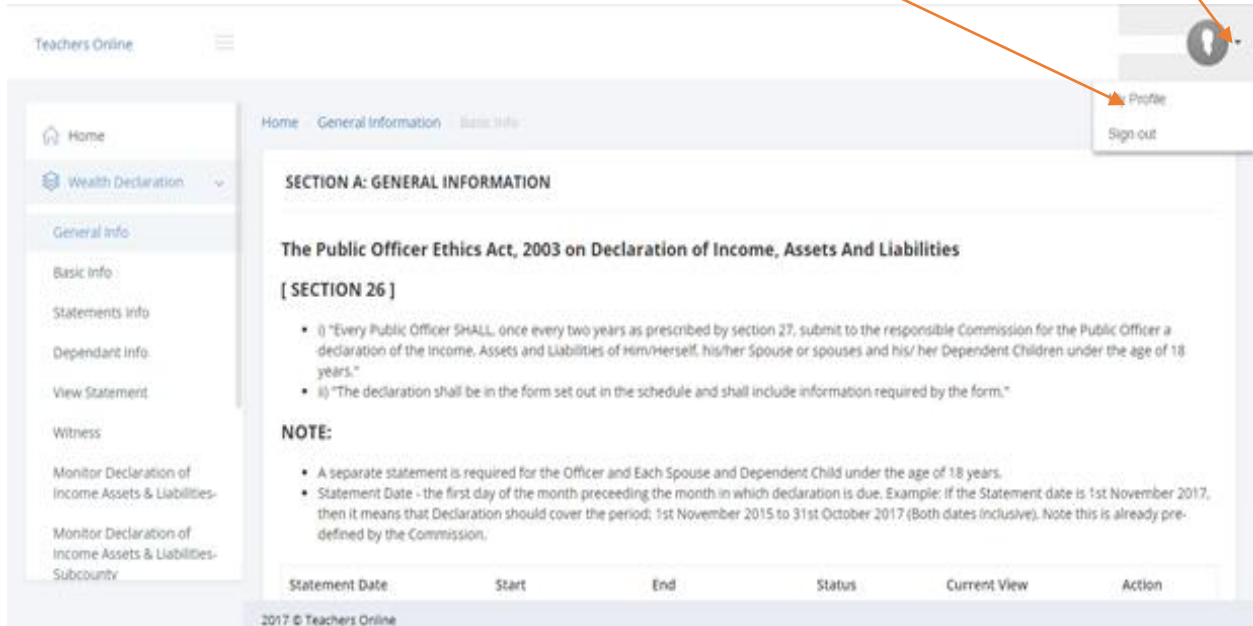 Teachers Online
My Profile
Sign out
Home
Wealth Declaration
General Info
Basic Info
Statements Info
Dependant Info
View Statement
Witness
Monitor Declaration of
Income Assets & Liabilities-
Monitor Declaration of
Income Assets & Liabilities-
Subcounty
Home General Information Basic Info
SECTION A: GENERAL INFORMATION
The Public Officer Ethics Act, 2003 on Declaration of Income, Assets And Liabilities
[ SECTION 26 ]
i) "Every Public Officer SHALL, once every two years as prescribed by section 27, submit to the responsible Commission for the Public Officer a
declaration of the Income, Assets and Liabilities of Him/Herself, his/her Spouse or spouses and his/ her Dependent Children under the age of 18
years."
ii) "The declaration shall be in the form set out in the schedule and shall include information required by the form."
NOTE:
A separate statement is required for the Officer and Each Spouse and Dependent Child under the age of 18 years.
Statement Date - the first day of the month preceeding the month in which declaration is due. Example: If the Statement date is 1st November 2017,
then it means that Declaration should cover the period; 1st November 2015 to 31st October 2017 (Both dates Inclusive). Note this is already pre-
defined by the Commission.
Statement Date Start End Status Current View Action
2017 © Teachers Online